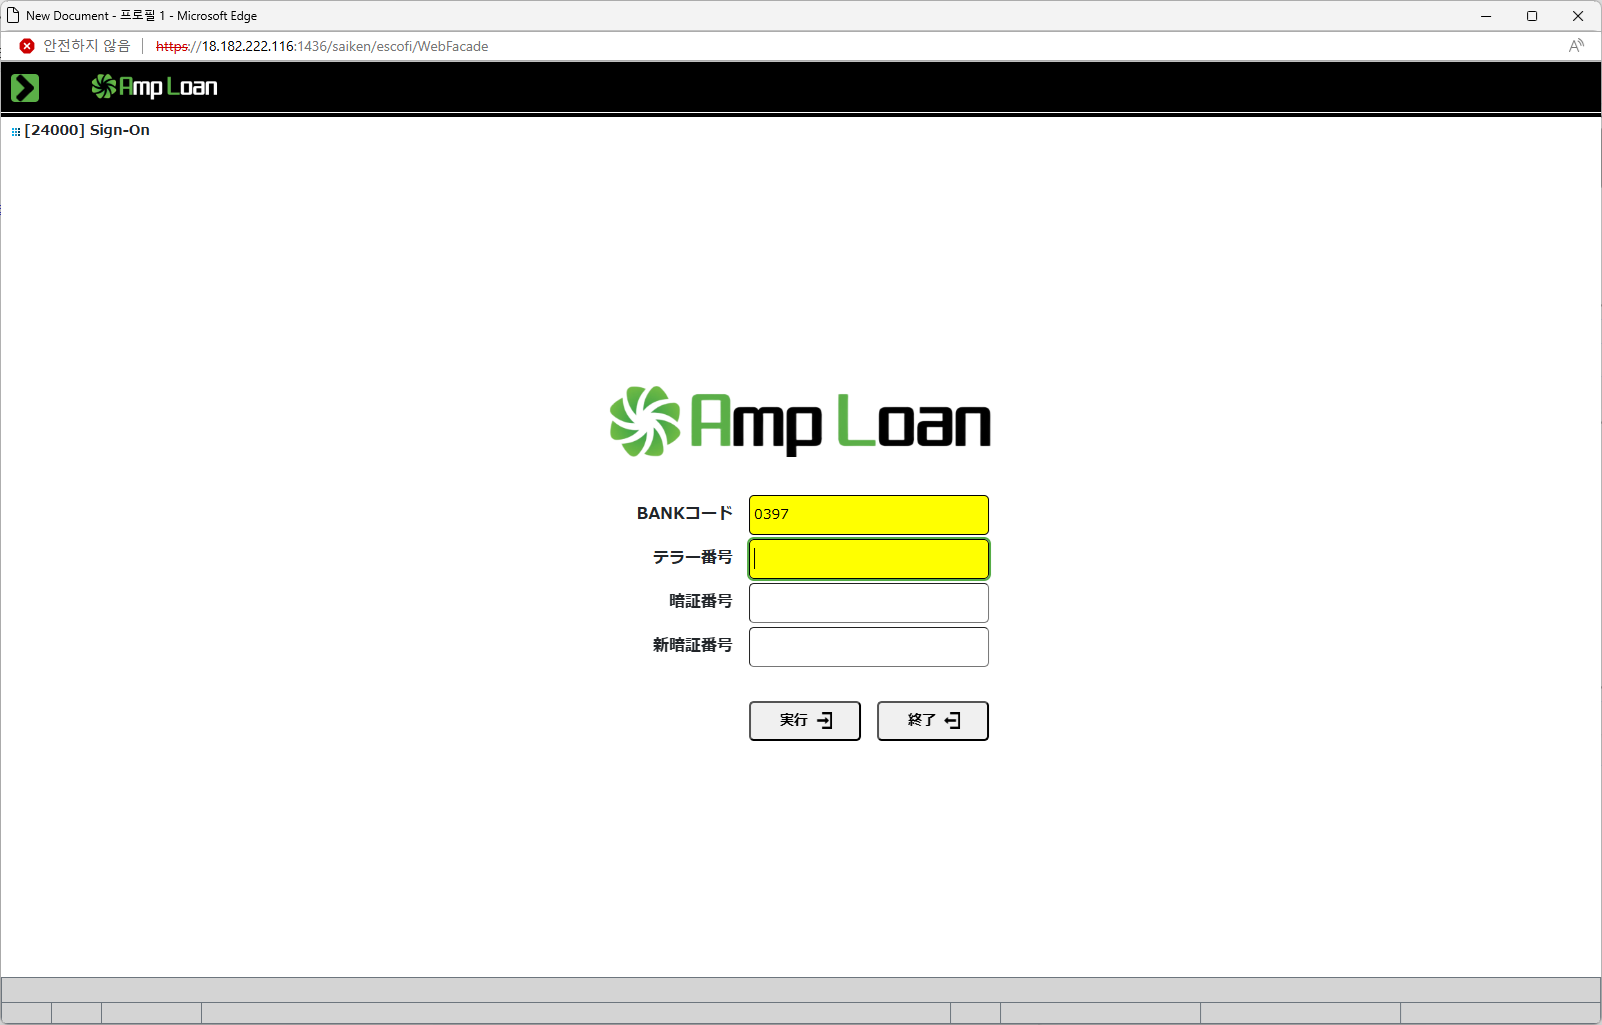 New Document - 프로필 1 - Microsoft Edge
안전하지 않음 https://18.182.222.116:1436/saiken/escofi/WebFacade
Amp Loan
[24000] Sign-On
Amp Loan
BANKコード 0397
テラー番号
暗証番号
新暗証番号
実行 終了